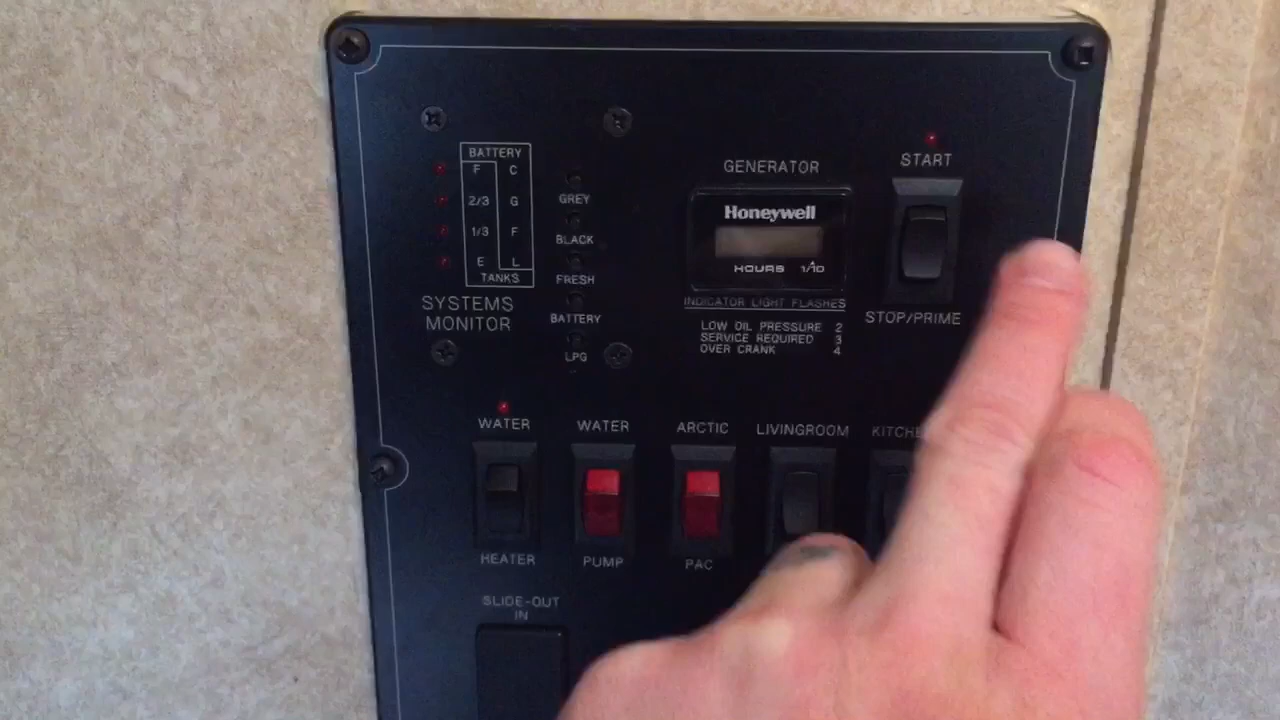 BATTERY
F C
2/3 G
1/3 F
E L
TANKS
SYSTEMS
MONITOR
GREY
BLACK
FRESH
BATTERY
LPG
GENERATOR
Honeywell
HOURS 1/10
INDICATOR LIGHT FLASHES
LOW OIL PRESSURE 2
SERVICE REQUIRED 3
OVER CRANK 4
START
STOP/PRIME
WATER
HEATER
WATER
PUMP
ARCTIC
PAC
LIVINGROOM
KITCHE
SLIDE-OUT
IN